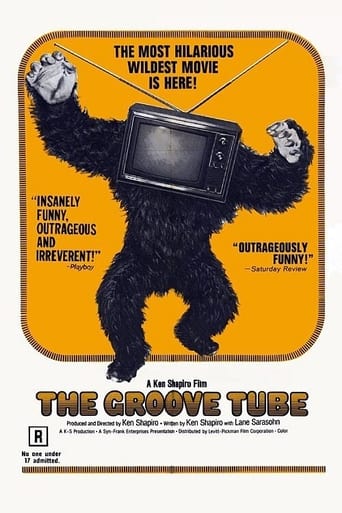 THE MOST HILARIOUS
WILDEST MOVIE
IS HERE!
"INSANELY
FUNNY,
OUTRAGEOUS
AND
IRREVERENT!"
-Playboy
"OUTRAGEOUSLY
FUNNY!"
-Saturday Review
A Ken Shapiro Film
THE GROOVE TUBE
Produced and Directed by Ken Shapiro • Written by Ken Shapiro with Lane Sarasohn
A K-S Production • A Syn-Frank Enterprises Presentation • Distributed by Levitt-Pickman Film Corporation • Color
R
No one under
17 admitted.